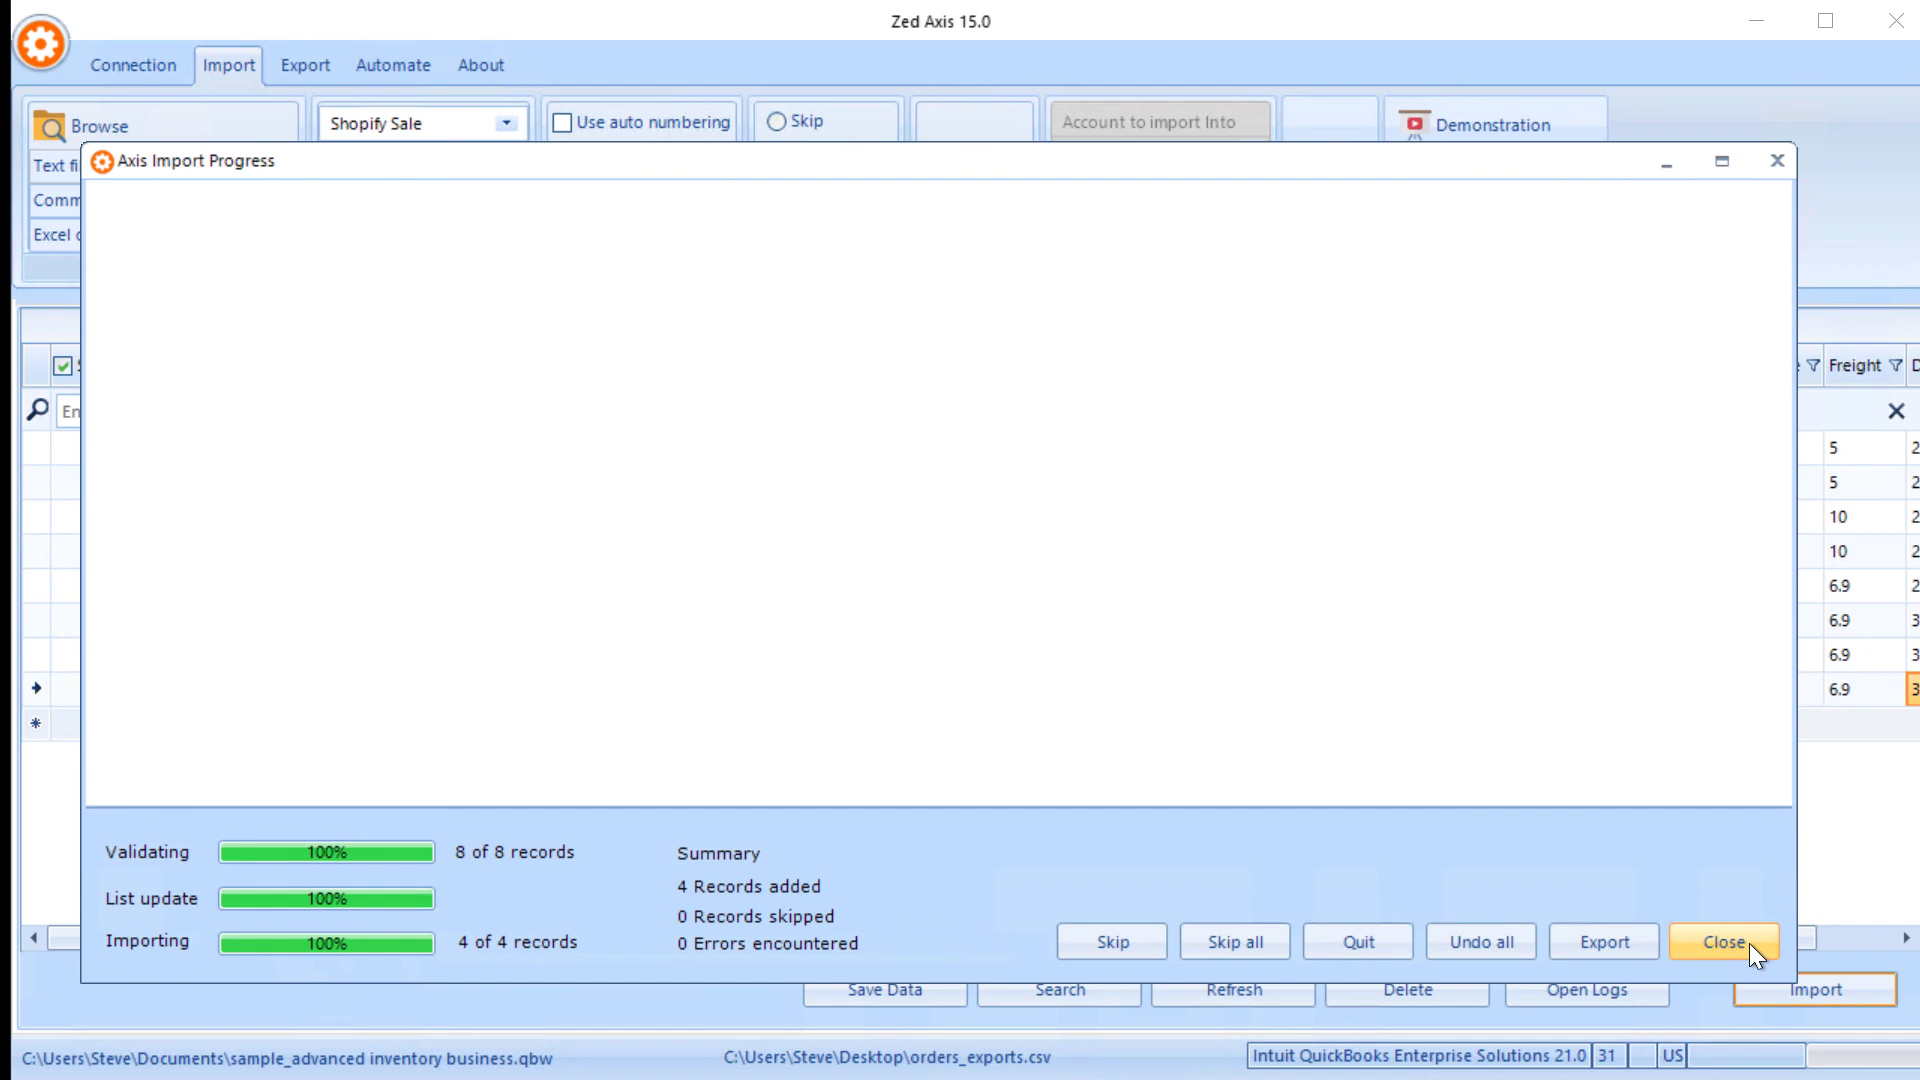 Zed Axis 15.0
Connection Import Export Automate About
Browse
Shopify Sale
Use auto numbering
Skip
Account to import Into
Demonstration
Axis Import Progress
Text fi
Comm
Excel
Freight
En
5
5
10
10
6.9
6.9
6.9
6.9
Validating 100% 8 of 8 records
List update 100%
Importing 100% 4 of 4 records
Summary
4 Records added
0 Records skipped
0 Errors encountered
Skip Skip all Quit Undo all Export Close
Save Data Search Refresh Delete Open Logs Import
C:\Users\Steve\Documents\sample_advanced inventory business.qbw C:\Users\Steve\Desktop\orders_exports.csv Intuit QuickBooks Enterprise Solutions 21.0 31 US